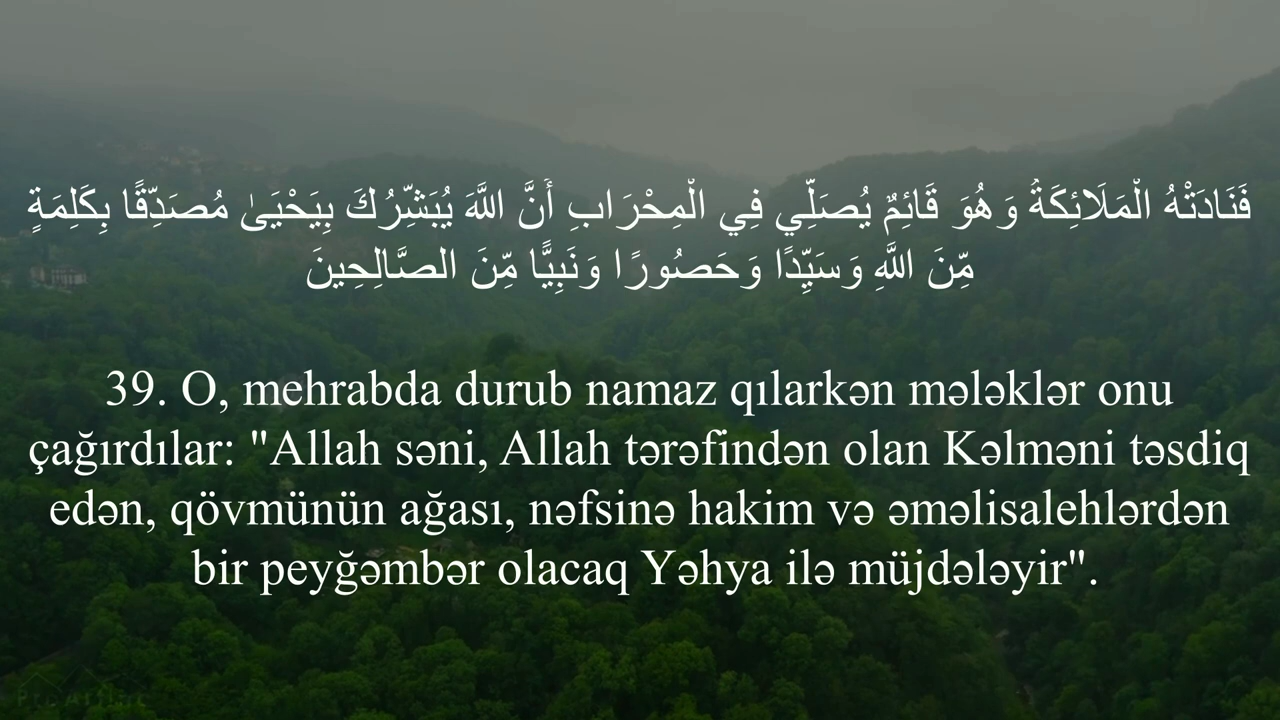 فَنَادَتْهُ الْمَلَائِكَةُ وَهُوَ قَائِمٌ يُصَلِّي فِي الْمِحْرَابِ أَنَّ اللَّهَ يُبَشِّرُكَ بِيَحْيَىٰ مُصَدِّقًا بِكَلِمَةٍ
مِّنَ اللَّهِ وَسَيِّدًا وَحَصُورًا وَنَبِيًّا مِّنَ الصَّالِحِينَ
39. O, mehrabda durub namaz qılarkən mələklər onu
çağırdılar: "Allah səni, Allah tərəfindən olan Kəlməni təsdiq
edən, qövmünün ağası, nəfsinə hakim və əməlisalehlərdən
bir peyğəmbər olacaq Yəhya ilə müjdələyir".